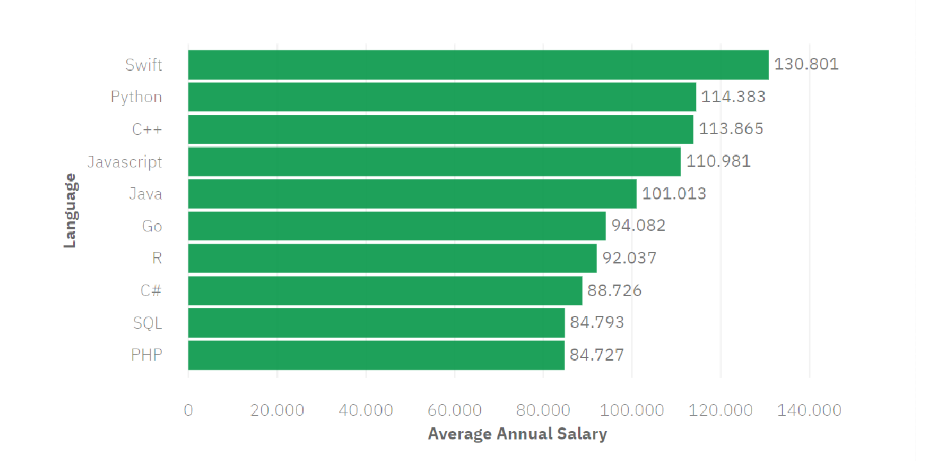 Language
Swift 130.801
Python 114.383
C++ 113.865
Javascript 110.981
Java 101.013
Go 94.082
R 92.037
C# 88.726
SQL 84.793
PHP 84.727
0 20.000 40.000 60.000 80.000 100.000 120.000 140.000
Average Annual Salary